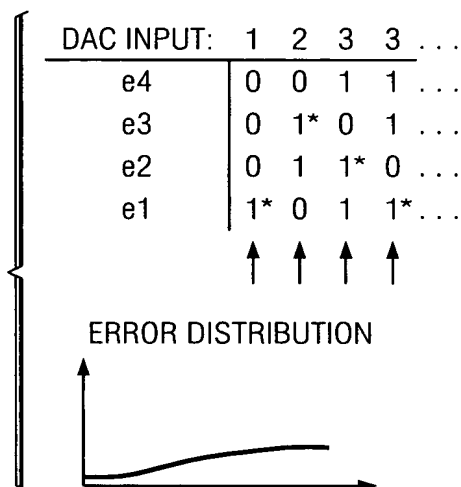 DAC INPUT: 1 2 3 3 . . .
e4 0 0 1 1 . . .
e3 0 1* 0 1 . . .
e2 0 1 1* 0 . . .
e1 1* 0 1 1* . . .
ERROR DISTRIBUTION